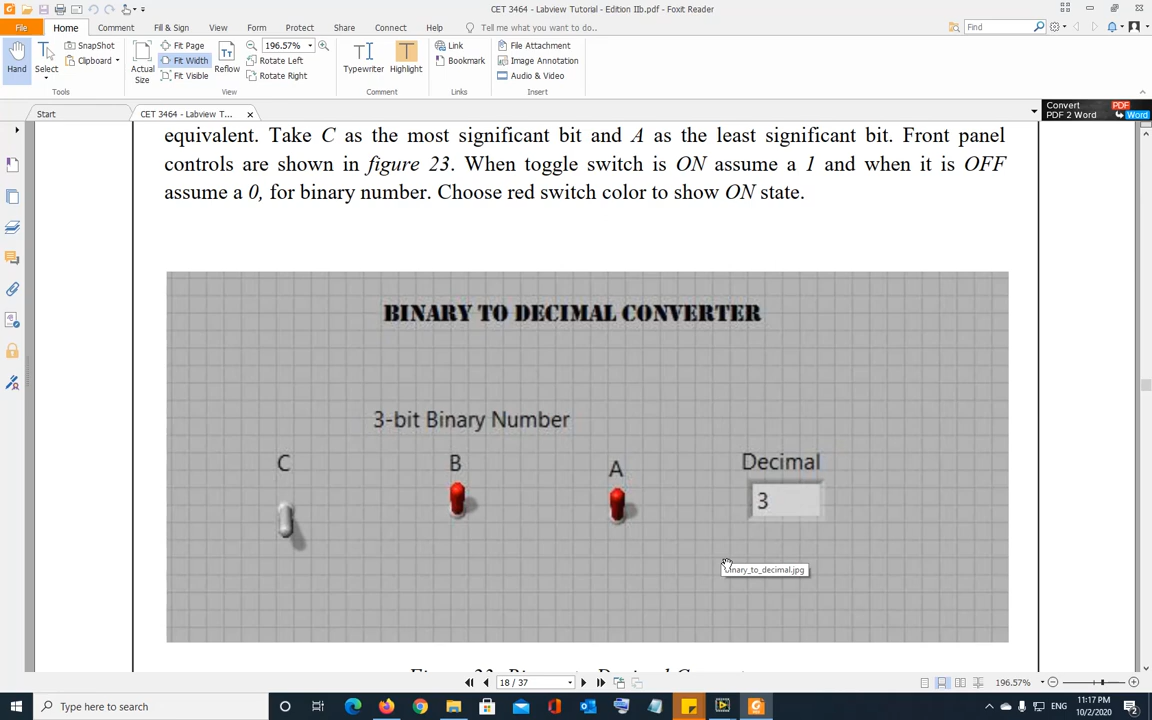 CET 3464 - Labview Tutorial - Edition IIb.pdf - Foxit Reader
File Home Comment Fill & Sign View Form Protect Share Connect Help Tell me what you want to do.. Find
Hand Select SnapShot Clipboard Actual Size Fit Page Fit Width Fit Visible Reflow 196.57% Rotate Left Rotate Right Typewriter Highlight Link Bookmark File Attachment Image Annotation Audio & Video
Tools View Comment Links Insert
Start CET 3464 - Labview T... Convert PDF
PDF 2 Word Word
equivalent. Take C as the most significant bit and A as the least significant bit. Front panel
controls are shown in figure 23. When toggle switch is ON assume a 1 and when it is OFF
assume a 0, for binary number. Choose red switch color to show ON state.
BINARY TO DECIMAL CONVERTER
3-bit Binary Number
C B A Decimal
3
binary_to_decimal.jpg
18 / 37 196.57%
Type here to search ENG 11:17 PM
10/2/2020 2